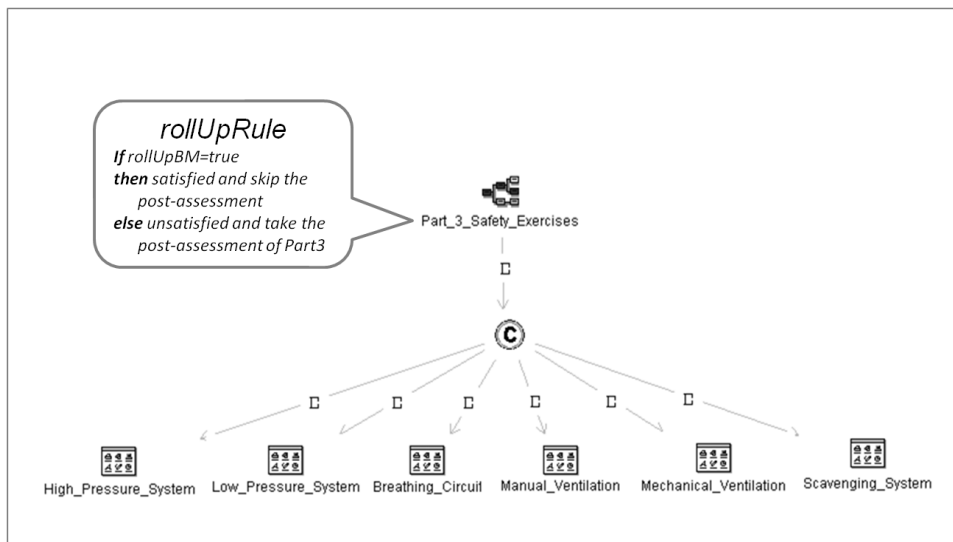 rollUpRule
If rollUpBM=true
then satisfied and skip the
post-assessment
else unsatisfied and take the
post-assessment of Part3
Part_3_Safety_Exercises
C
High_Pressure_System
Low_Pressure_System
Breathing_Circuit
Manual_Ventilation
Mechanical_Ventilation
Scavenging_System